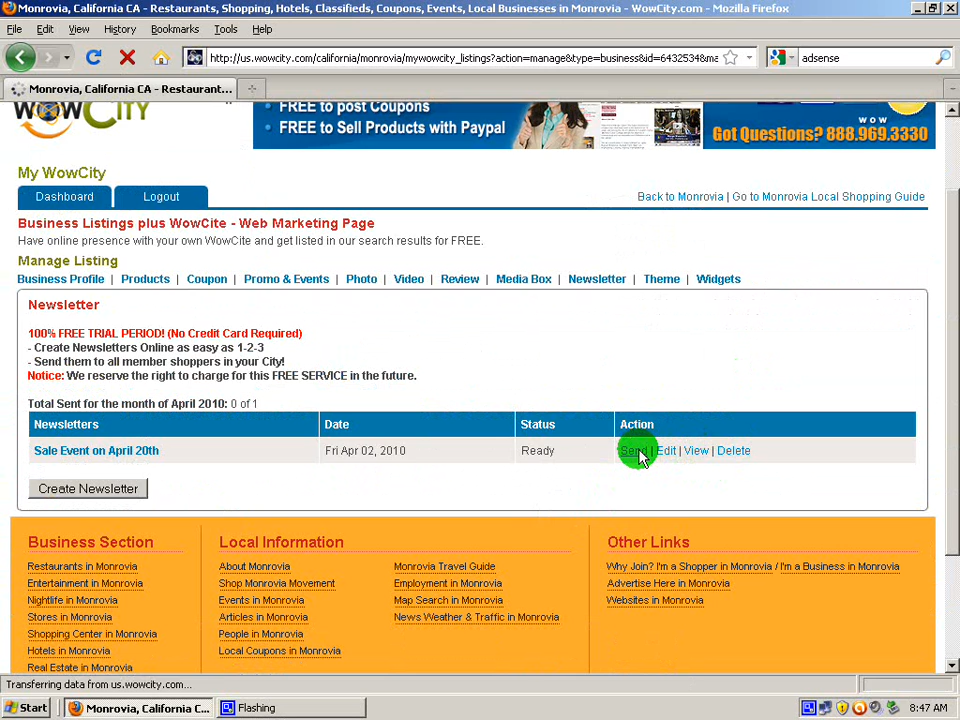 Monrovia, California CA - Restaurants, Shopping, Hotels, Classifieds, Coupons, Events, Local Businesses in Monrovia - WowCity.com - Mozilla Firefox
File Edit View History Bookmarks Tools Help
http://us.wowcity.com/california/monrovia/mywowcity_listings?action=manage&type=business&id=6432534&ma
adsense
Monrovia, California CA - Restaurant...
WowCity
FREE to post Coupons
FREE to Sell Products with Paypal
WOW
Got Questions? 888.969.3330
My WowCity
Dashboard
Logout
Back to Monrovia | Go to Monrovia Local Shopping Guide
Business Listings plus WowCite - Web Marketing Page
Have online presence with your own WowCite and get listed in our search results for FREE.
Manage Listing
Business Profile | Products | Coupon | Promo & Events | Photo | Video | Review | Media Box | Newsletter | Theme | Widgets
Newsletter
100% FREE TRIAL PERIOD! (No Credit Card Required)
- Create Newsletters Online as easy as 1-2-3
- Send them to all member shoppers in your City!
Notice: We reserve the right to charge for this FREE SERVICE in the future.
Total Sent for the month of April 2010: 0 of 1
Newsletters Date Status Action
Sale Event on April 20th Fri Apr 02, 2010 Ready Send | Edit | View | Delete
Create Newsletter
Business Section
Restaurants in Monrovia
Entertainment in Monrovia
Nightlife in Monrovia
Stores in Monrovia
Shopping Center in Monrovia
Hotels in Monrovia
Real Estate in Monrovia
Local Information
About Monrovia
Shop Monrovia Movement
Events in Monrovia
Articles in Monrovia
People in Monrovia
Local Coupons in Monrovia
Monrovia Travel Guide
Employment in Monrovia
Map Search in Monrovia
News Weather & Traffic in Monrovia
Other Links
Why Join? I'm a Shopper in Monrovia / I'm a Business in Monrovia
Advertise Here in Monrovia
Websites in Monrovia
Transferring data from us.wowcity.com...
Start
Monrovia, California C...
Flashing
8:47 AM